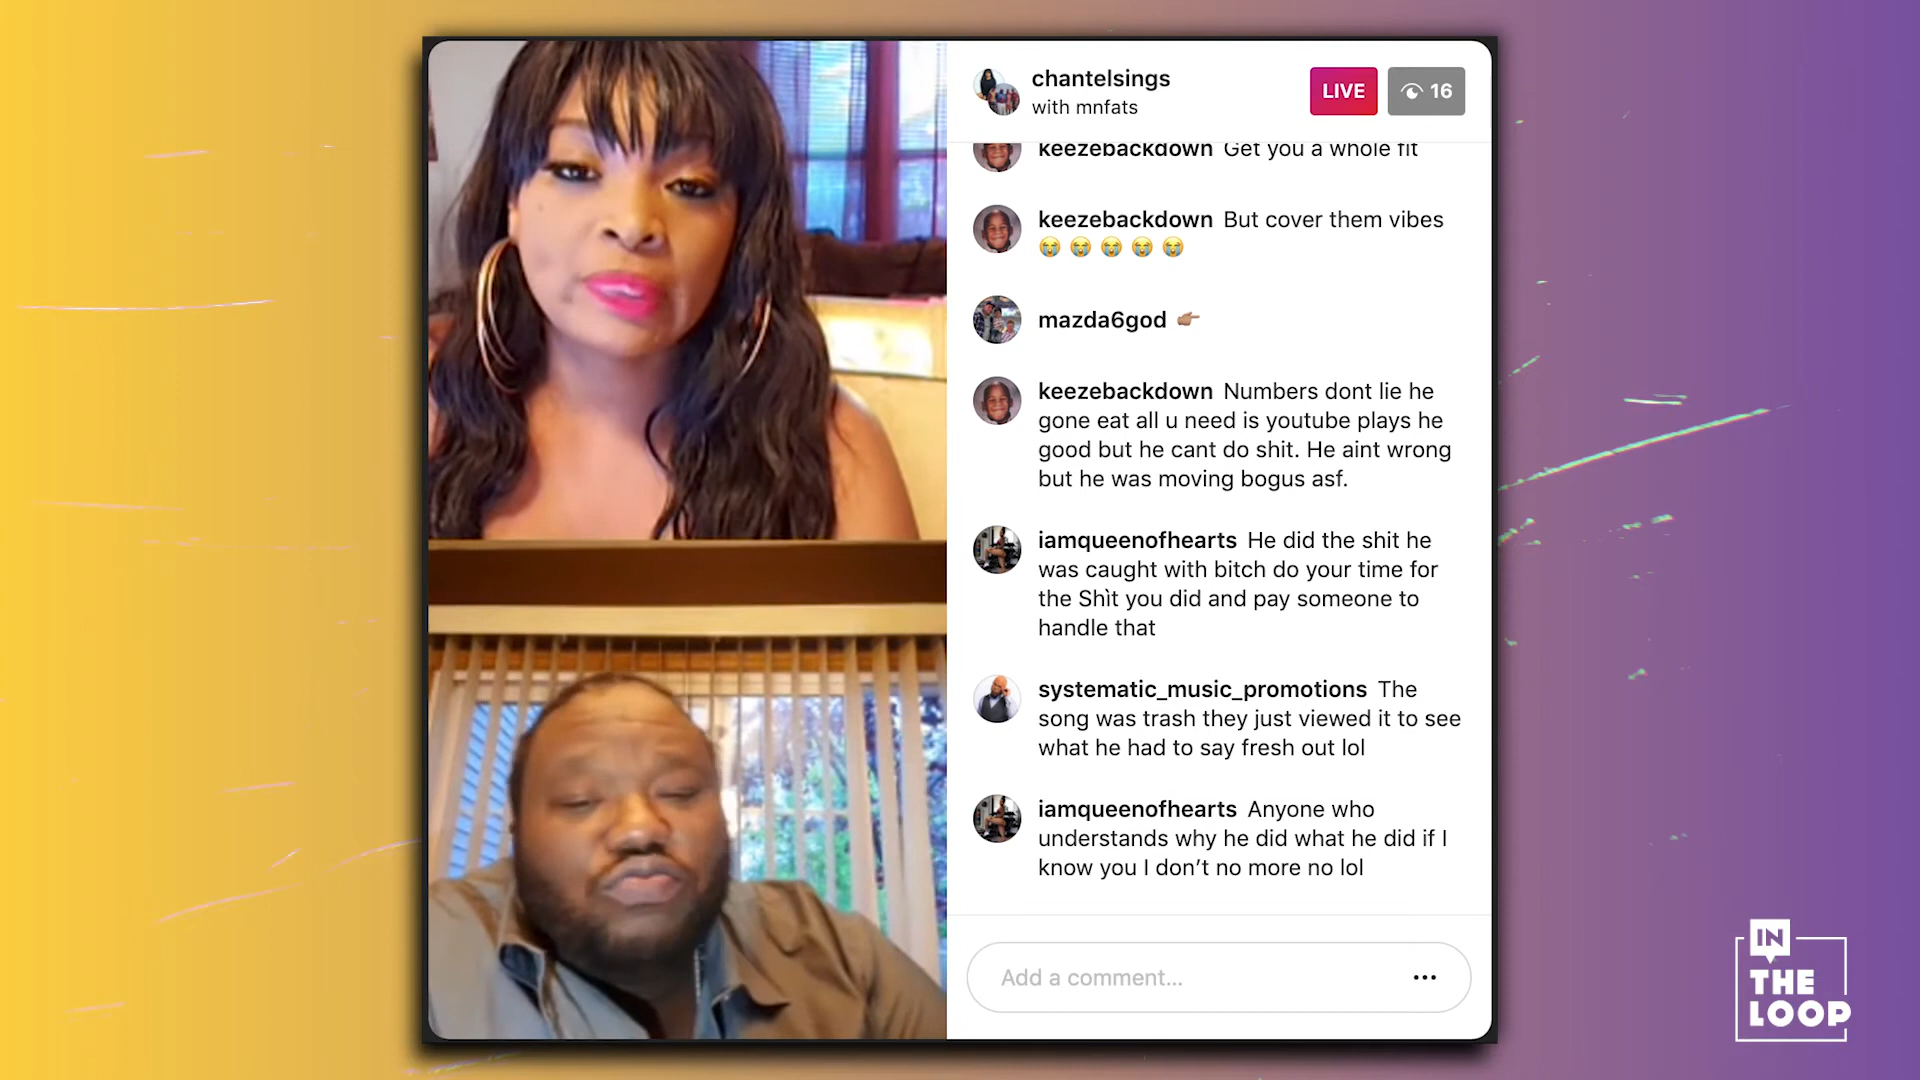 chantelsings
with mnfats
LIVE
16
keezebackdown Get you a whole fit
keezebackdown But cover them vibes
😭 😭 😭 😭 😭
mazda6god 👉🏽
keezebackdown Numbers dont lie he
gone eat all u need is youtube plays he
good but he cant do shit. He aint wrong
but he was moving bogus asf.
iamqueenofhearts He did the shit he
was caught with bitch do your time for
the Shìt you did and pay someone to
handle that
systematic_music_promotions The
song was trash they just viewed it to see
what he had to say fresh out lol
iamqueenofhearts Anyone who
understands why he did what he did if I
know you I don’t no more no lol
Add a comment...
IN
THE
LOOP